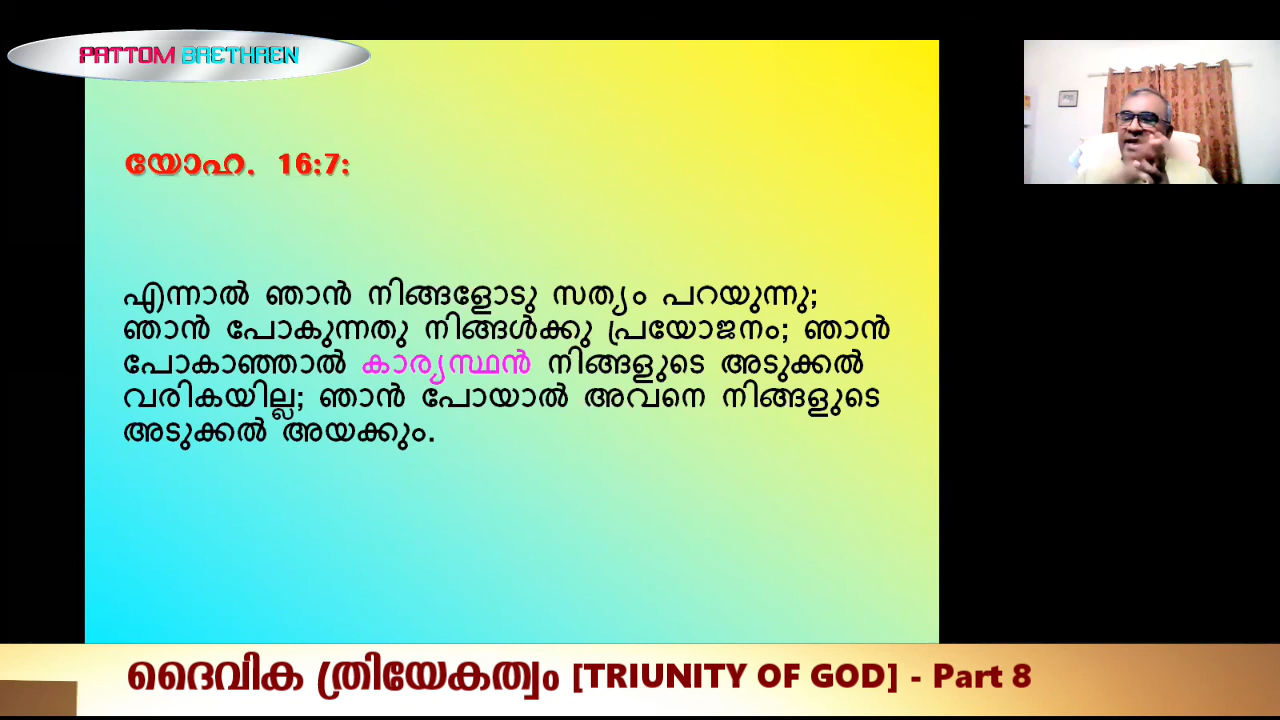 PATTOM BRETHREN
യോഹ. 16:7:
എന്നാൽ ഞാൻ നിങ്ങളോടു സത്യം പറയുന്നു;
ഞാൻ പോകുന്നതു നിങ്ങൾക്കു പ്രയോജനം; ഞാൻ
പോകാഞ്ഞാൽ കാര്യസ്ഥൻ നിങ്ങളുടെ അടുക്കൽ
വരികയില്ല; ഞാൻ പോയാൽ അവനെ നിങ്ങളുടെ
അടുക്കൽ അയക്കും.
ദൈവിക ത്രിയേകത്വം [TRIUNITY OF GOD] - Part 8